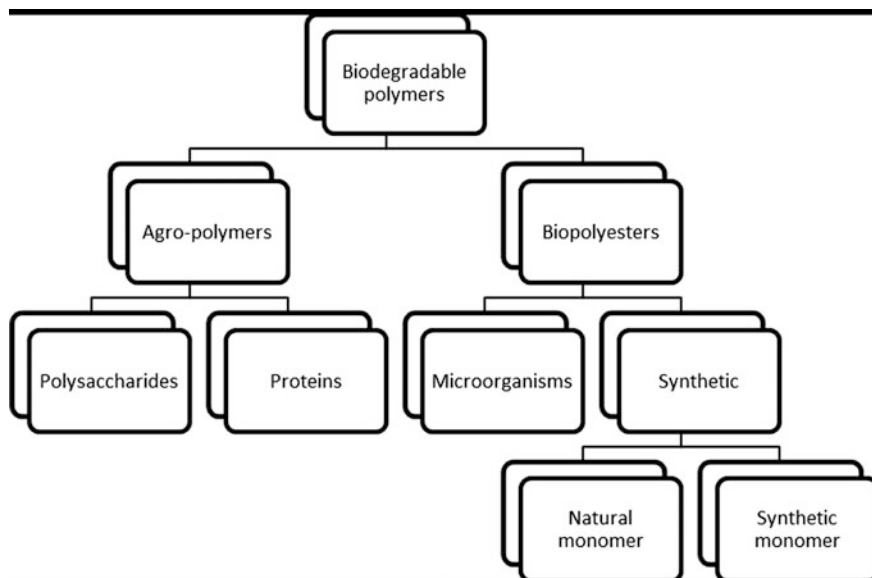 Biodegradable
polymers
Agro-polymers
Biopolyesters
Polysaccharides
Proteins
Microorganisms
Synthetic
Natural
monomer
Synthetic
monomer